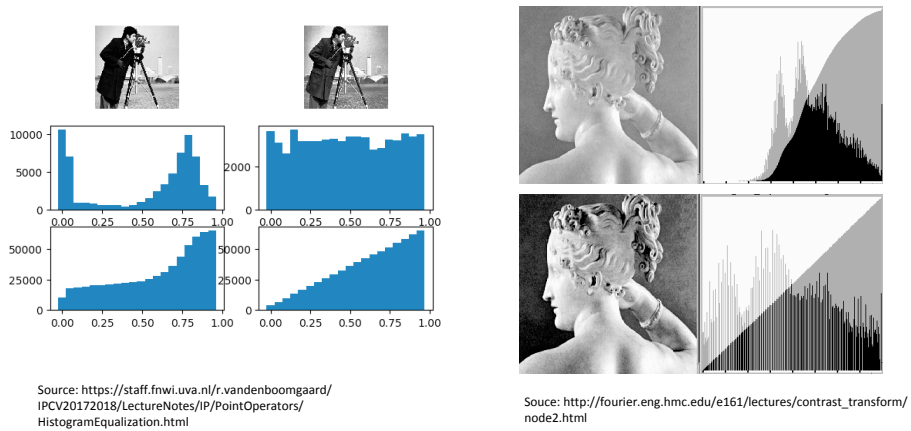 10000
5000
0
0.00 0.25 0.50 0.75 1.00
2000
0
0.00 0.25 0.50 0.75 1.00
50000
25000
0
0.00 0.25 0.50 0.75 1.00
50000
25000
0
0.00 0.25 0.50 0.75 1.00
Source: https://staff.fnwi.uva.nl/r.vandenboomgaard/
IPCV20172018/LectureNotes/IP/PointOperators/
HistogramEqualization.html
Souce: http://fourier.eng.hmc.edu/e161/lectures/contrast_transform/
node2.html